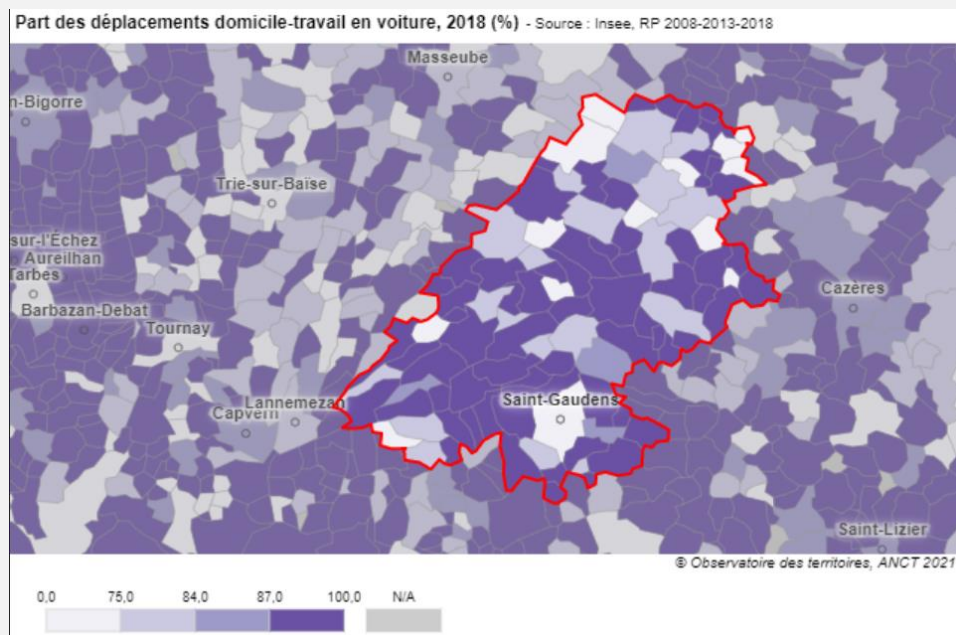 Part des déplacements domicile-travail en voiture, 2018 (%) - Source : Insee, RP 2008-2013-2018
Masseube
n-Bigorre
Trie-sur-Baïse
sur-l'Échez
Aureilhan
Tarbes
Cazères
Barbazan-Debat
Tournay
Lannemezan
Saint-Gaudens
Capvern
Saint-Lizier
© Observatoire des territoires, ANCT 2021
0,0 75,0 84,0 87,0 100,0 N/A